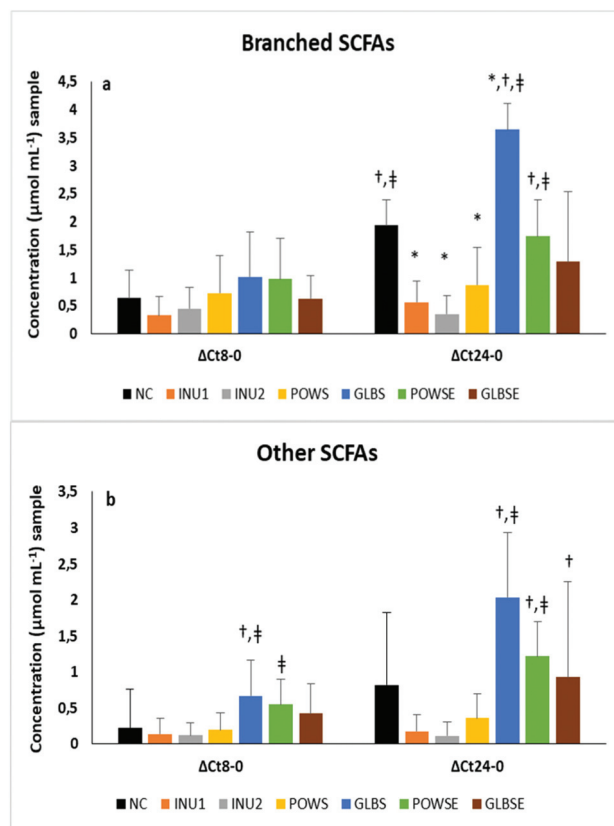 Branched SCFAs
a
Concentration (µmol mL⁻¹) sample
4,5
4
3,5
3
2,5
2
1,5
1
0,5
0
†,‡
*
*
*
*,†,‡
†,‡
ΔCt8-0
ΔCt24-0
NC INU1 INU2 POWS GLBS POWSE GLBSE
Other SCFAs
b
Concentration (µmol mL⁻¹) sample
3,5
3
2,5
2
1,5
1
0,5
0
†,‡
‡
†,‡
†,‡
†
ΔCt8-0
ΔCt24-0
NC INU1 INU2 POWS GLBS POWSE GLBSE